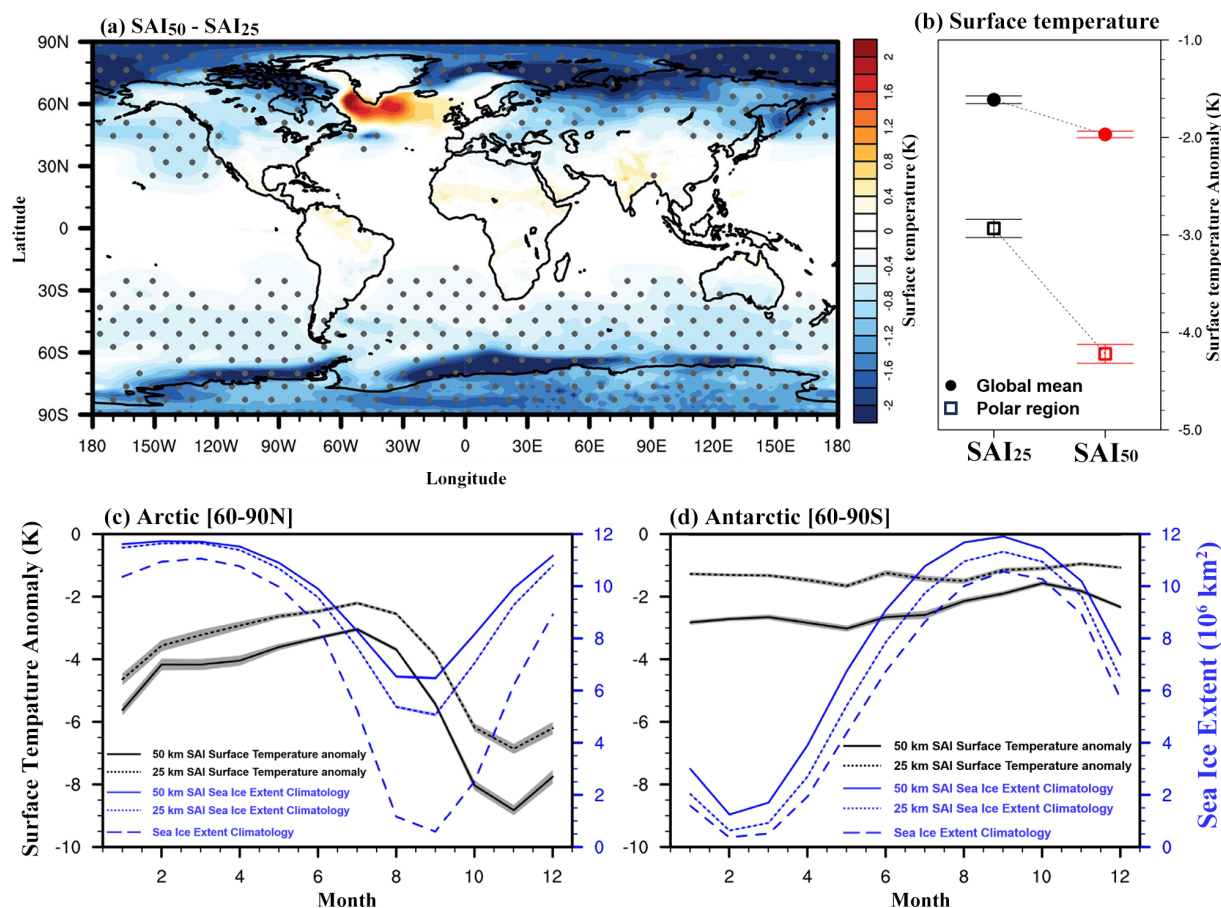 (a) SAI50 - SAI25
90N
60N
30N
0
30S
60S
90S
Latitude
180 150W 120W 90W 60W 30W 0 30E 60E 90E 120E 150E 180
Longitude
2
1.6
1.2
0.8
0.4
0
-0.4
-0.8
-1.2
-1.6
-2
Surface temperature (K)
(b) Surface temperature
-1.0
-2.0
-3.0
-4.0
-5.0
Surface temperature Anomaly (K)
Global mean
Polar region
SAI25 SAI50
(c) Arctic [60-90N]
0
-2
-4
-6
-8
-10
Surface Tempature Anomaly (K)
12
10
8
6
4
2
0
50 km SAI Surface Temperature anomaly
25 km SAI Surface Temperature anomaly
50 km SAI Sea Ice Extent Climatology
25 km SAI Sea Ice Extent Climatology
Sea Ice Extent Climatology
2 4 6 8 10 12
Month
(d) Antarctic [60-90S]
0
-2
-4
-6
-8
-10
12
10
8
6
4
2
0
Sea Ice Extent (10⁶ km²)
50 km SAI Surface Temperature anomaly
25 km SAI Surface Temperature anomaly
50 km SAI Sea Ice Extent Climatology
25 km SAI Sea Ice Extent Climatology
Sea Ice Extent Climatology
2 4 6 8 10 12
Month